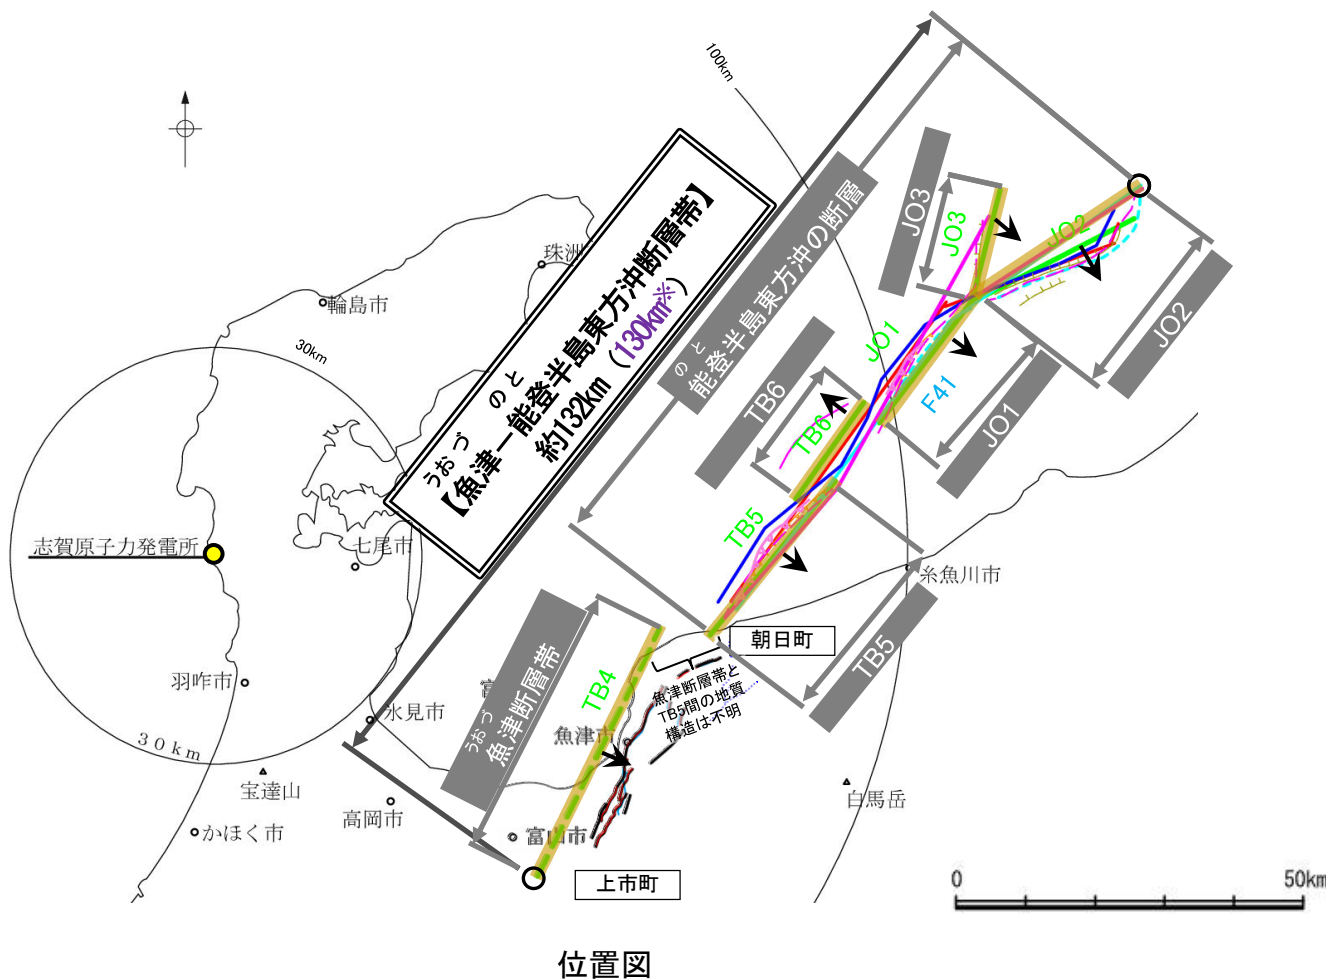 100km
JO3
JO3
JO2
のと
能登半島東方沖の断層
珠洲
輪島市
うおづ のと
【魚津ー能登半島東方沖断層帯】
約132km（130km※）
JO2
JO1
30km
TB6
F41
JO1
TB6
TB5
志賀原子力発電所
七尾市
糸魚川市
朝日町
TB5
魚津断層帯と
TB5間の地質
構造は不明
TB4
うおづ
魚津断層帯
羽咋市
氷見市
魚津市
30km
宝達山
高岡市
白馬岳
かほく市
富山市
上市町
0
50km
位置図